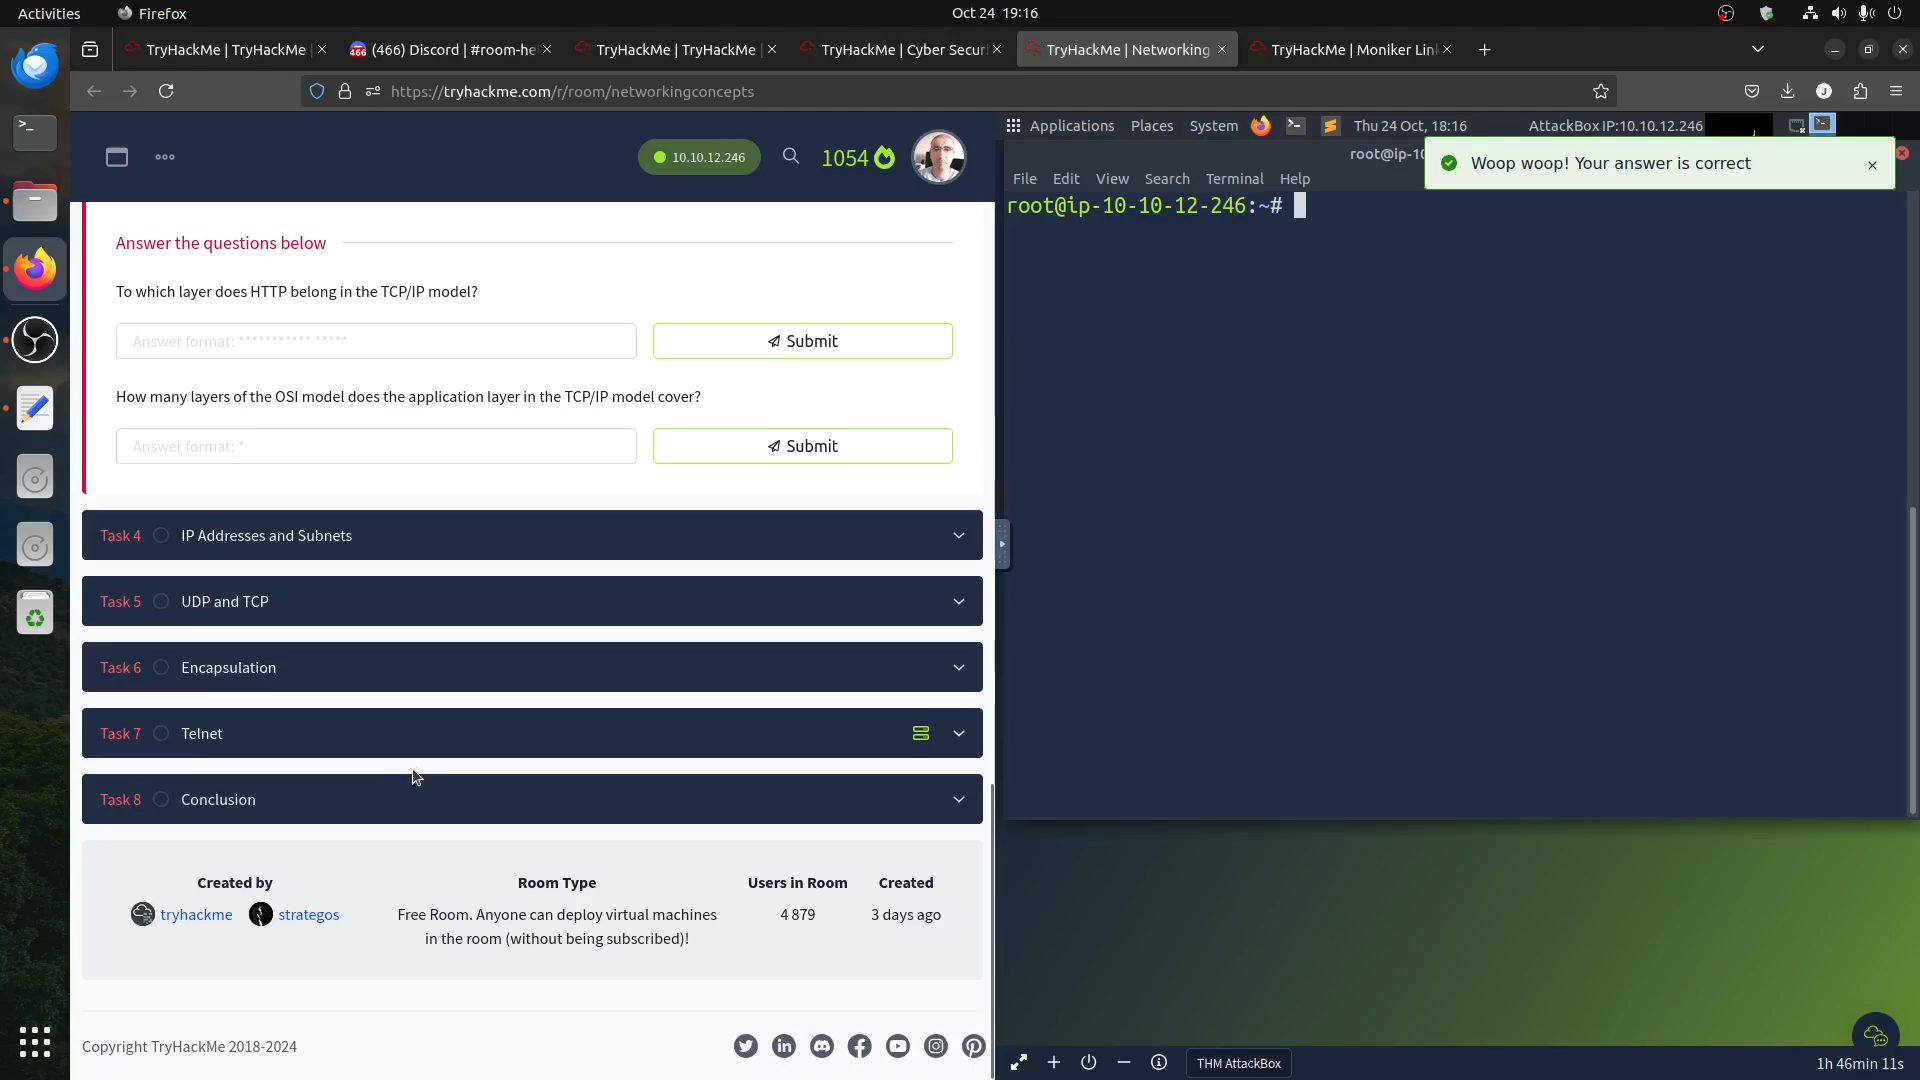 Activities
Firefox
Oct 24 19:16
TryHackMe | TryHackMe
(466) Discord | #room-hel
TryHackMe | TryHackMe
TryHackMe | Cyber Securi
TryHackMe | Networking
TryHackMe | Moniker Link
https://tryhackme.com/r/room/networkingconcepts
10.10.12.246
1054
Applications
Places
System
Thu 24 Oct, 18:16
AttackBox IP:10.10.12.246
root@ip-10
Woop woop! Your answer is correct
File
Edit
View
Search
Terminal
Help
root@ip-10-10-12-246:~#
Answer the questions below
To which layer does HTTP belong in the TCP/IP model?
Answer format: *********** *****
Submit
How many layers of the OSI model does the application layer in the TCP/IP model cover?
Answer format: *
Submit
Task 4
IP Addresses and Subnets
Task 5
UDP and TCP
Task 6
Encapsulation
Task 7
Telnet
Task 8
Conclusion
Created by
Room Type
Users in Room
Created
tryhackme
strategos
Free Room. Anyone can deploy virtual machines
in the room (without being subscribed)!
4 879
3 days ago
Copyright TryHackMe 2018-2024
THM AttackBox
1h 46min 11s